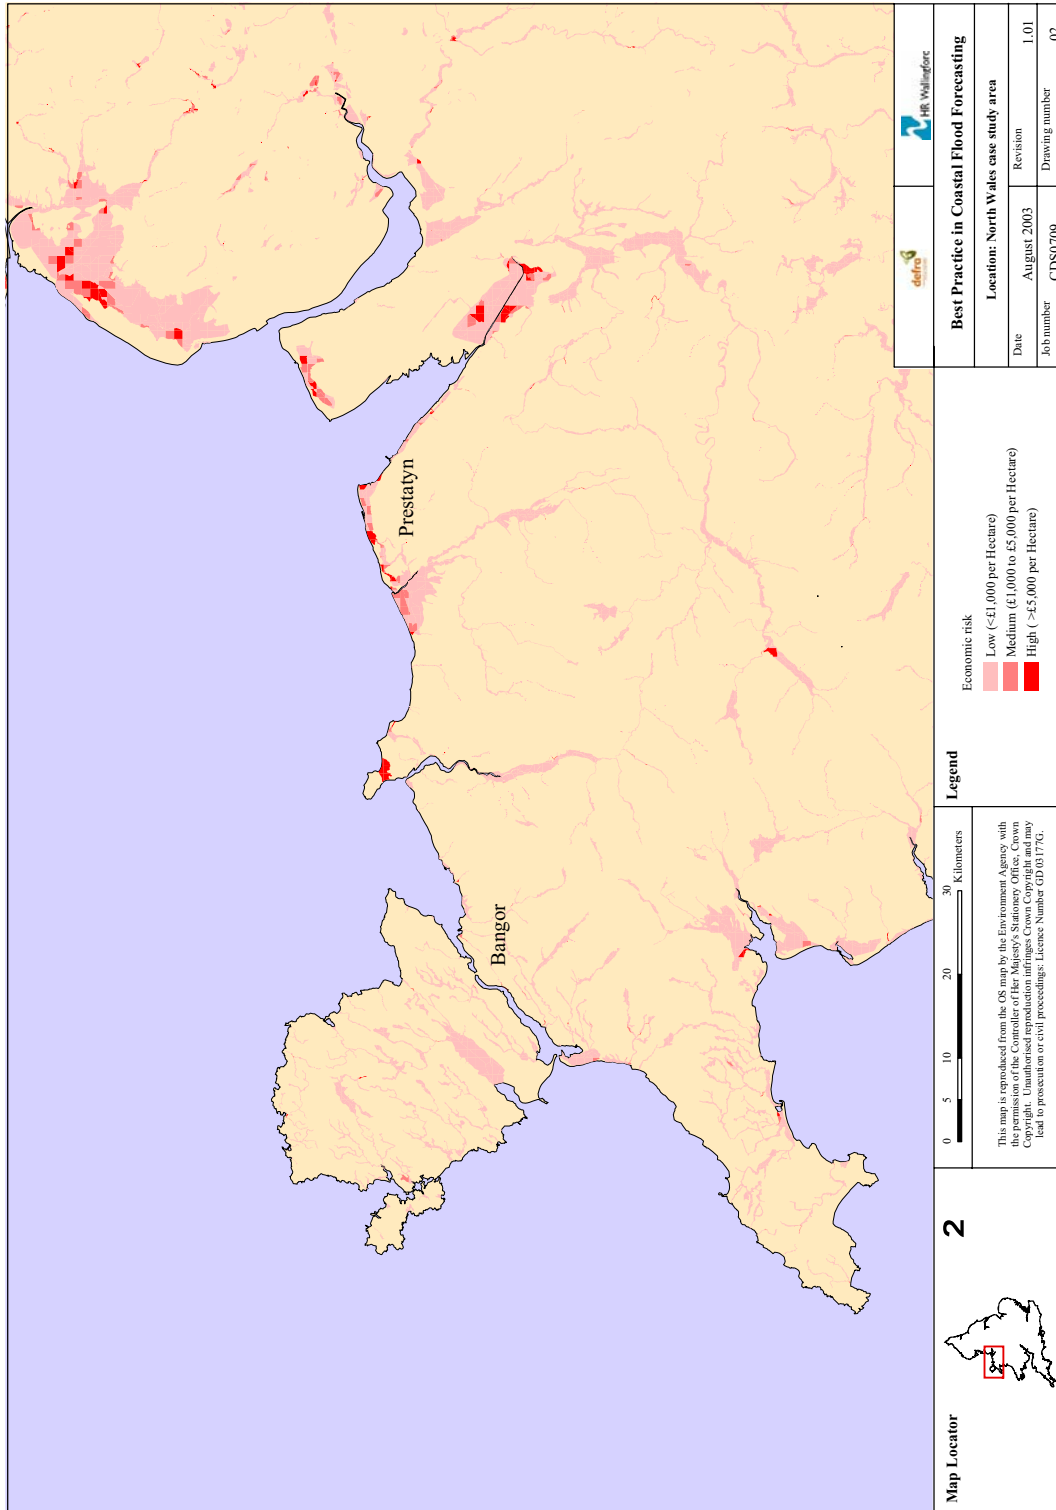 Bangor
Prestatyn
Map Locator
2
0 5 10 20 30
Kilometers
This map is reproduced from the OS map by the Environment Agency with
the permission of the Controller of Her Majesty's Stationery Office, Crown
Copyright. Unauthorised reproduction infringes Crown Copyright and may
lead to prosecution or civil proceedings: Licence Number GD03177G.
Legend
Economic risk
Low (<£1,000 per Hectare)
Medium (£1,000 to £5,000 per Hectare)
High ( >£5,000 per Hectare)
defra
HR Wallingford
Best Practice in Coastal Flood Forecasting
Location: North Wales case study area
Date August 2003 Revision 1.01
Job number CDS0709 Drawing number 02